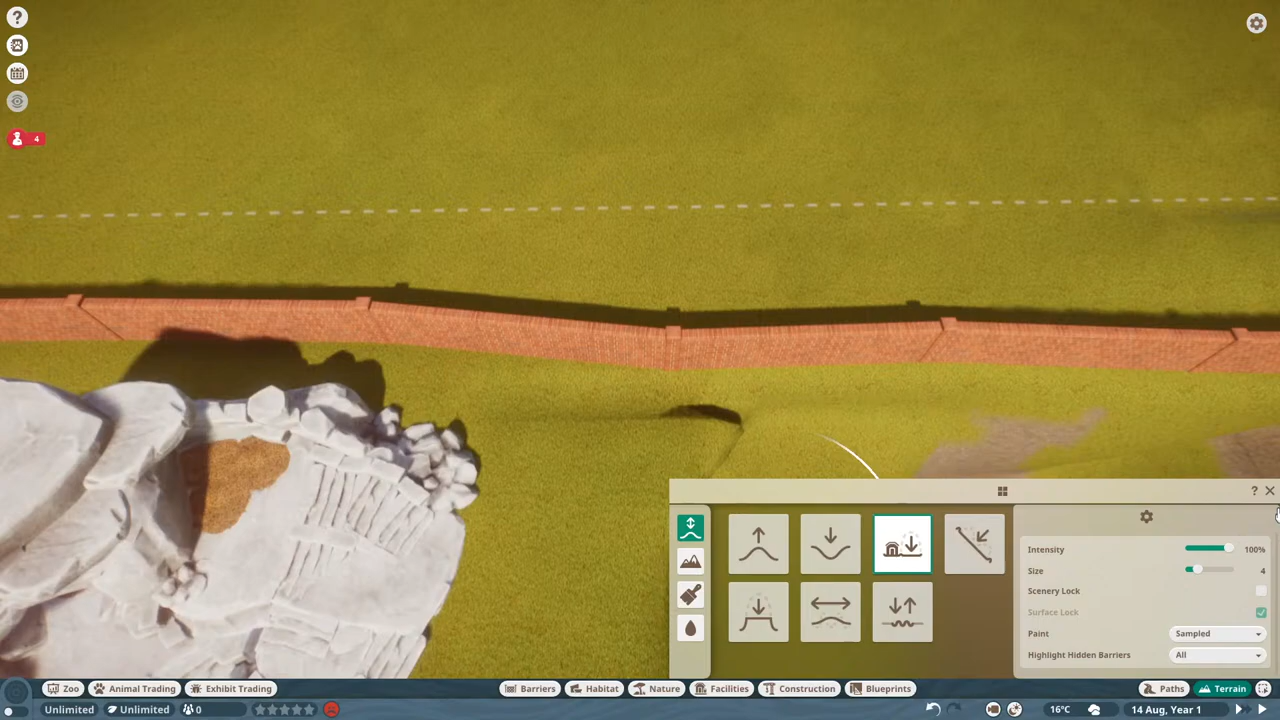 ?
4
?
Intensity 100%
Size 4
Scenery Lock
Surface Lock
Paint Sampled
Highlight Hidden Barriers All
Zoo Animal Trading Exhibit Trading Barriers Habitat Nature Facilities Construction Blueprints Paths Terrain
Unlimited Unlimited 0 16°C 14 Aug, Year 1